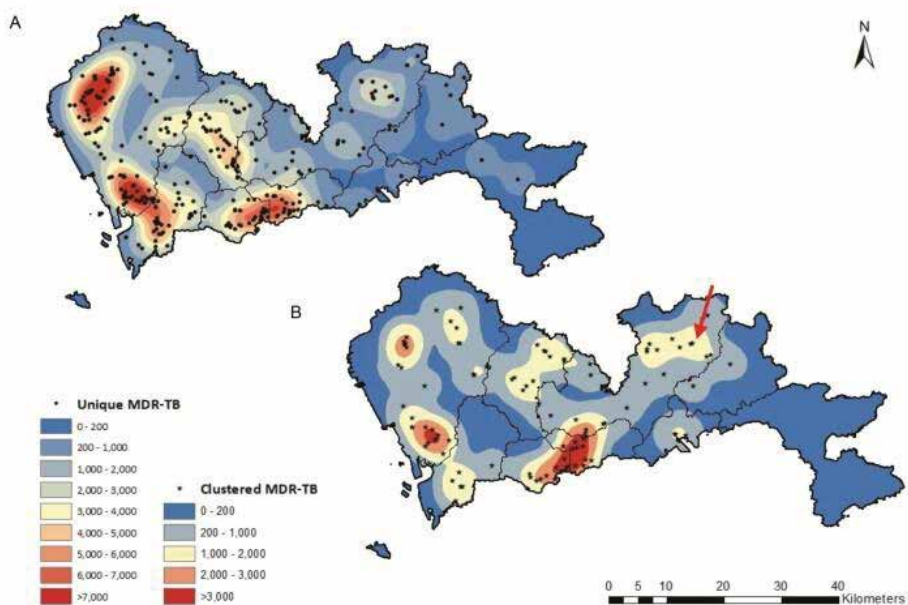 A
N
B
Unique MDR-TB
0 - 200
200 - 1,000
1,000 - 2,000
2,000 - 3,000
3,000 - 4,000
4,000 - 5,000
5,000 - 6,000
6,000 - 7,000
>7,000
Clustered MDR-TB
0 - 200
200 - 1,000
1,000 - 2,000
2,000 - 3,000
>3,000
0 5 10 20 30 40
Kilometers